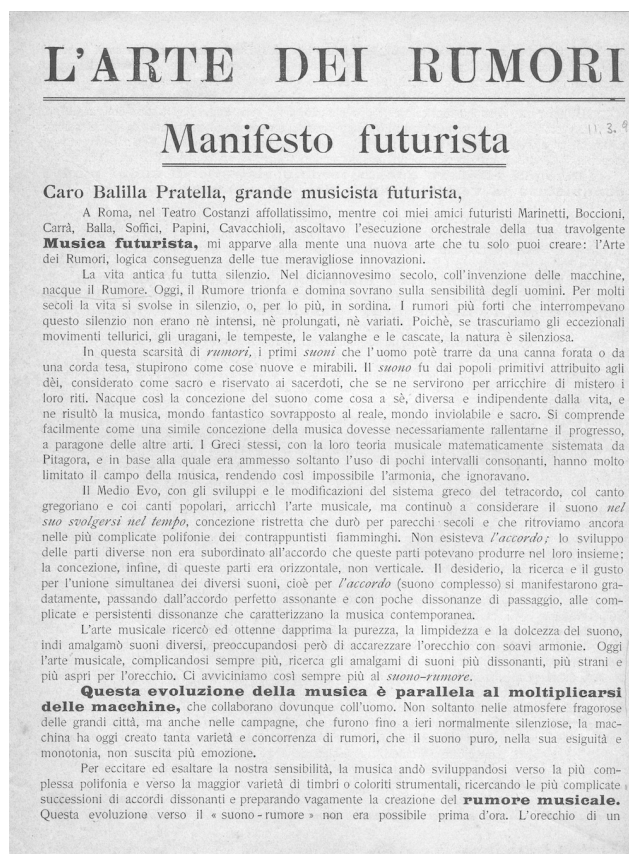 L'ARTE DEI RUMORI
Manifesto futurista
11. 3. 9
Caro Balilla Pratella, grande musicista futurista,
A Roma, nel Teatro Costanzi affollatissimo, mentre coi miei amici futuristi Marinetti, Boccioni,
Carrà, Balla, Soffici, Papini, Cavacchioli, ascoltavo l'esecuzione orchestrale della tua travolgente
Musica futurista, mi apparve alla mente una nuova arte che tu solo puoi creare: l'Arte
dei Rumori, logica conseguenza delle tue meravigliose innovazioni.
La vita antica fu tutta silenzio. Nel diciannovesimo secolo, coll'invenzione delle macchine,
nacque il Rumore. Oggi, il Rumore trionfa e domina sovrano sulla sensibilità degli uomini. Per molti
secoli la vita si svolse in silenzio, o, per lo più, in sordina. I rumori più forti che interrompevano
questo silenzio non erano nè intensi, nè prolungati, nè variati. Poichè, se trascuriamo gli eccezionali
movimenti tellurici, gli uragani, le tempeste, le valanghe e le cascate, la natura è silenziosa.
In questa scarsità di rumori, i primi suoni che l'uomo potè trarre da una canna forata o da
una corda tesa, stupirono come cose nuove e mirabili. Il suono fu dai popoli primitivi attribuito agli
dèi, considerato come sacro e riservato ai sacerdoti, che se ne servirono per arricchire di mistero i
loro riti. Nacque così la concezione del suono come cosa a sè, diversa e indipendente dalla vita, e
ne risultò la musica, mondo fantastico sovrapposto al reale, mondo inviolabile e sacro. Si comprende
facilmente come una simile concezione della musica dovesse necessariamente rallentarne il progresso,
a paragone delle altre arti. I Greci stessi, con la loro teoria musicale matematicamente sistemata da
Pitagora, e in base alla quale era ammesso soltanto l'uso di pochi intervalli consonanti, hanno molto
limitato il campo della musica, rendendo così impossibile l'armonia, che ignoravano.
Il Medio Evo, con gli sviluppi e le modificazioni del sistema greco del tetracordo, col canto
gregoriano e coi canti popolari, arricchì l'arte musicale, ma continuò a considerare il suono nel
suo svolgersi nel tempo, concezione ristretta che durò per parecchi secoli e che ritroviamo ancora
nelle più complicate polifonie dei contrappuntisti fiamminghi. Non esisteva l'accordo; lo sviluppo
delle parti diverse non era subordinato all'accordo che queste parti potevano produrre nel loro insieme;
la concezione, infine, di queste parti era orizzontale, non verticale. Il desiderio, la ricerca e il gusto
per l'unione simultanea dei diversi suoni, cioè per l'accordo (suono complesso) si manifestarono gra-
datamente, passando dall'accordo perfetto assonante e con poche dissonanze di passaggio, alle com-
plicate e persistenti dissonanze che caratterizzano la musica contemporanea.
L'arte musicale ricercò ed ottenne dapprima la purezza, la limpidezza e la dolcezza del suono,
indi amalgamò suoni diversi, preoccupandosi però di accarezzare l'orecchio con soavi armonie. Oggi
l'arte musicale, complicandosi sempre più, ricerca gli amalgami di suoni più dissonanti, più strani e
più aspri per l'orecchio. Ci avviciniamo così sempre più al suono-rumore.
Questa evoluzione della musica è parallela al moltiplicarsi
delle macchine, che collaborano dovunque coll'uomo. Non soltanto nelle atmosfere fragorose
delle grandi città, ma anche nelle campagne, che furono fino a ieri normalmente silenziose, la mac-
china ha oggi creato tanta varietà e concorrenza di rumori, che il suono puro, nella sua esiguità e
monotonia, non suscita più emozione.
Per eccitare ed esaltare la nostra sensibilità, la musica andò sviluppandosi verso la più com-
plessa polifonia e verso la maggior varietà di timbri o coloriti strumentali, ricercando le più complicate
successioni di accordi dissonanti e preparando vagamente la creazione del rumore musicale.
Questa evoluzione verso il « suono-rumore » non era possibile prima d'ora. L'orecchio di un